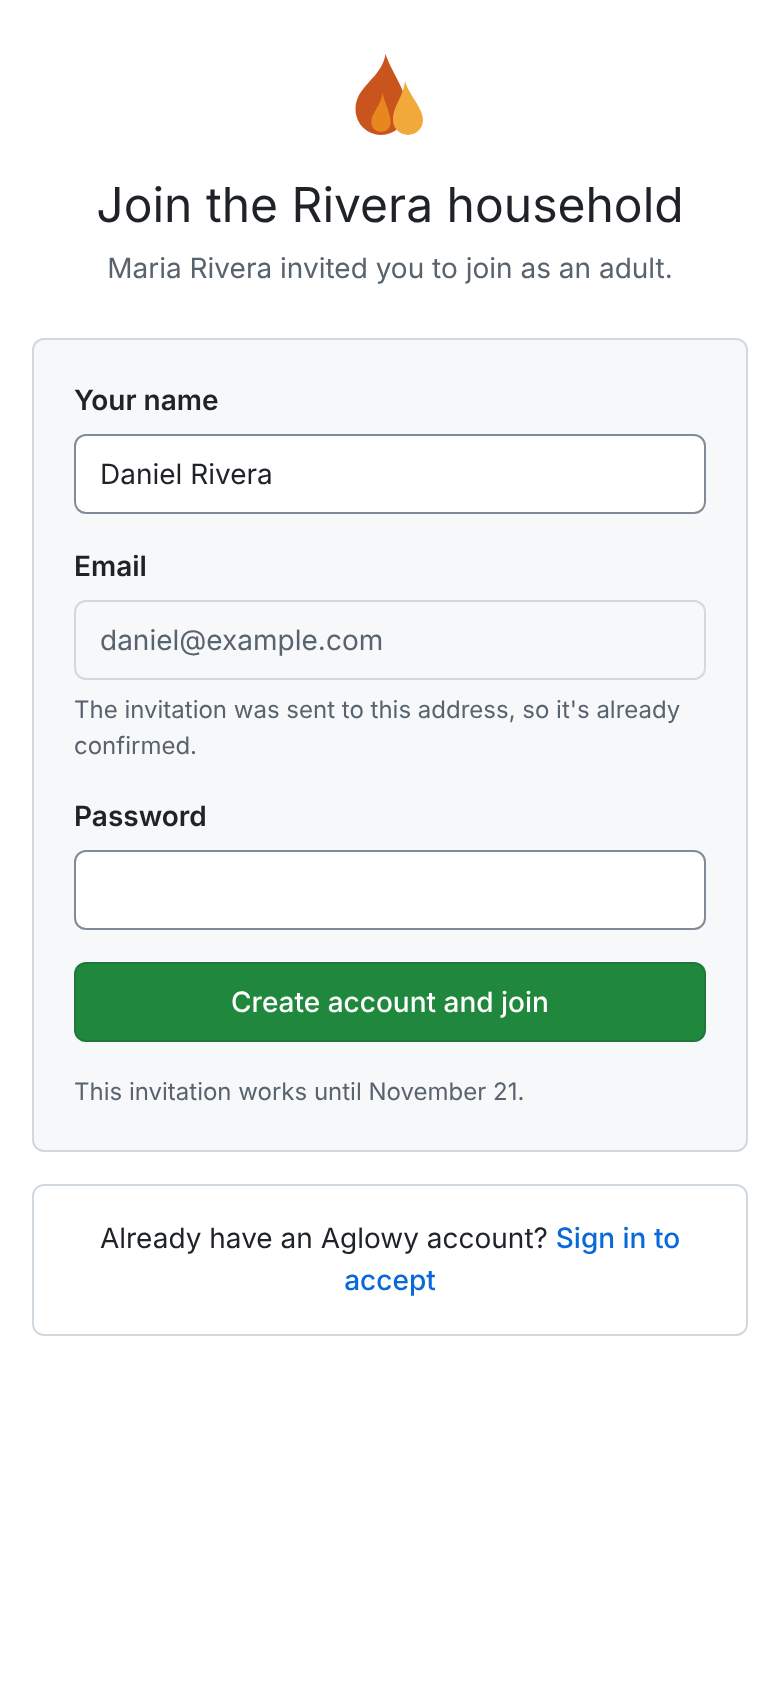 Join the Rivera household
Maria Rivera invited you to join as an adult.
Your name
Daniel Rivera
Email
daniel@example.com
The invitation was sent to this address, so it's already
confirmed.
Password
Create account and join
This invitation works until November 21.
Already have an Aglowy account? Sign in to
accept